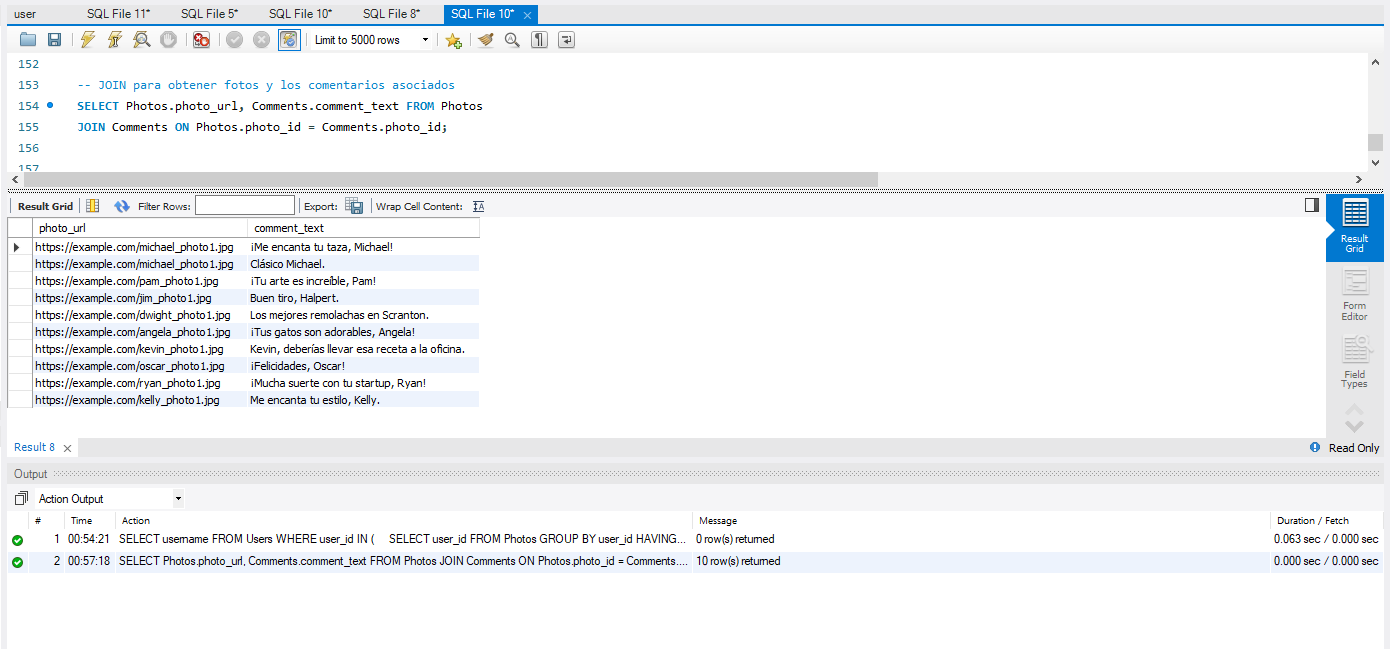 user SQL File 11* SQL File 5* SQL File 10* SQL File 8* SQL File 10*
Limit to 5000 rows
152
153 -- JOIN para obtener fotos y los comentarios asociados
154 SELECT Photos.photo_url, Comments.comment_text FROM Photos
155 JOIN Comments ON Photos.photo_id = Comments.photo_id;
156
157
Result Grid Filter Rows: Export: Wrap Cell Content:
photo_url comment_text
https://example.com/michael_photo1.jpg ¡Me encanta tu taza, Michael!
https://example.com/michael_photo1.jpg Clásico Michael.
https://example.com/pam_photo1.jpg ¡Tu arte es increíble, Pam!
https://example.com/jim_photo1.jpg Buen tiro, Halpert.
https://example.com/dwight_photo1.jpg Los mejores remolachas en Scranton.
https://example.com/angela_photo1.jpg ¡Tus gatos son adorables, Angela!
https://example.com/kevin_photo1.jpg Kevin, deberías llevar esa receta a la oficina.
https://example.com/oscar_photo1.jpg ¡Felicidades, Oscar!
https://example.com/ryan_photo1.jpg ¡Mucha suerte con tu startup, Ryan!
https://example.com/kelly_photo1.jpg Me encanta tu estilo, Kelly.
Result
Grid
Form
Editor
Field
Types
Result 8 Read Only
Output
Action Output
# Time Action Message Duration / Fetch
1 00:54:21 SELECT username FROM Users WHERE user_id IN ( SELECT user_id FROM Photos GROUP BY user_id HAVING... 0 row(s) returned 0.063 sec / 0.000 sec
2 00:57:18 SELECT Photos.photo_url, Comments.comment_text FROM Photos JOIN Comments ON Photos.photo_id = Comments.... 10 row(s) returned 0.000 sec / 0.000 sec